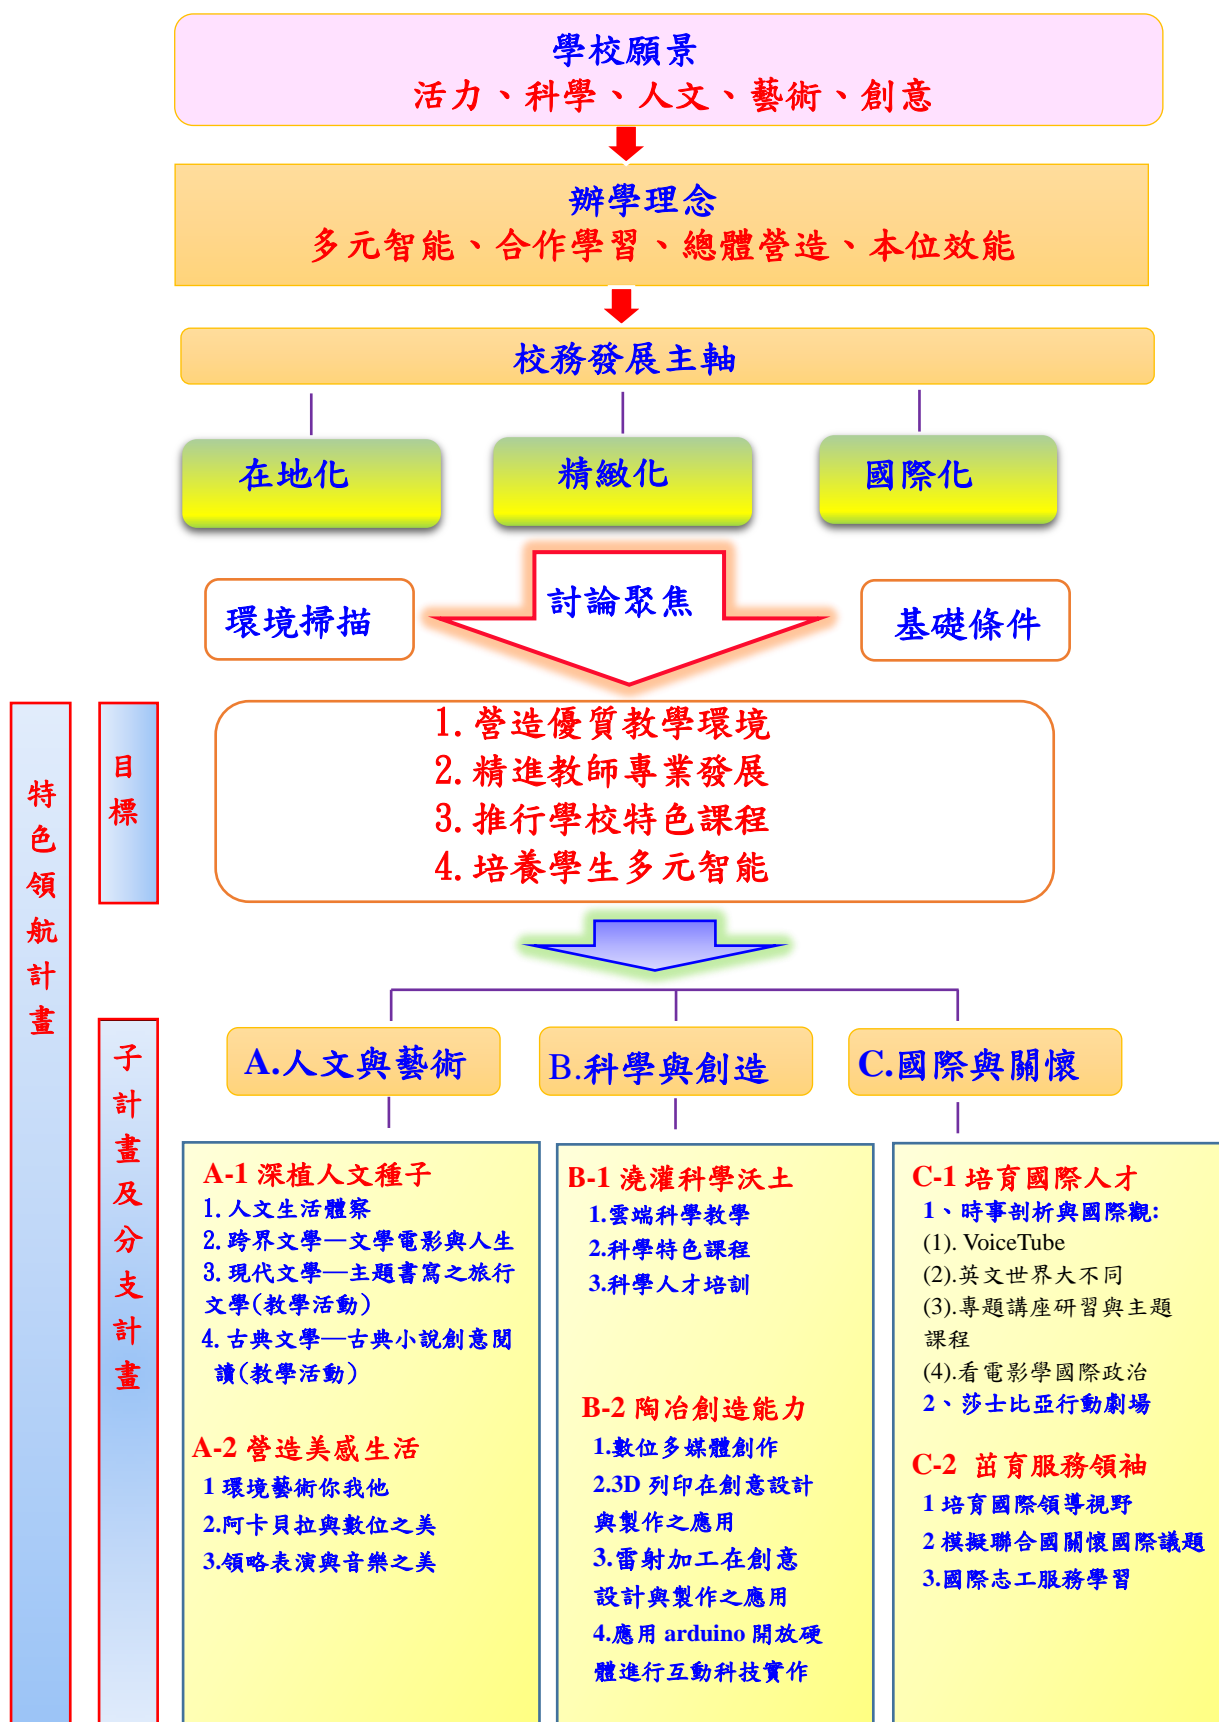 學校願景
活力、科學、人文、藝術、創意
辦學理念
多元智能、合作學習、總體營造、本位效能
校務發展主軸
在地化
精緻化
國際化
環境掃描
討論聚焦
基礎條件
特色領航計畫
目標
1.營造優質教學環境
2.精進教師專業發展
3.推行學校特色課程
4.培養學生多元智能
子計畫及分支計畫
A.人文與藝術
B.科學與創造
C.國際與關懷
A-1 深植人文種子
1.人文生活體察
2.跨界文學—文學電影與人生
3.現代文學—主題書寫之旅行
文學(教學活動)
4.古典文學—古典小說創意閱
讀(教學活動)
A-2 營造美感生活
1 環境藝術你我他
2.阿卡貝拉與數位之美
3.領略表演與音樂之美
B-1 澆灌科學沃土
1.雲端科學教學
2.科學特色課程
3.科學人才培訓
B-2 陶冶創造能力
1.數位多媒體創作
2.3D 列印在創意設計
與製作之應用
3.雷射加工在創意
設計與製作之應用
4.應用 arduino 開放硬
體進行互動科技實作
C-1 培育國際人才
1、時事剖析與國際觀:
(1). VoiceTube
(2).英文世界大不同
(3).專題講座研習與主題
課程
(4).看電影學國際政治
2、莎士比亞行動劇場
C-2 茁育服務領袖
1 培育國際領導視野
2 模擬聯合國關懷國際議題
3.國際志工服務學習